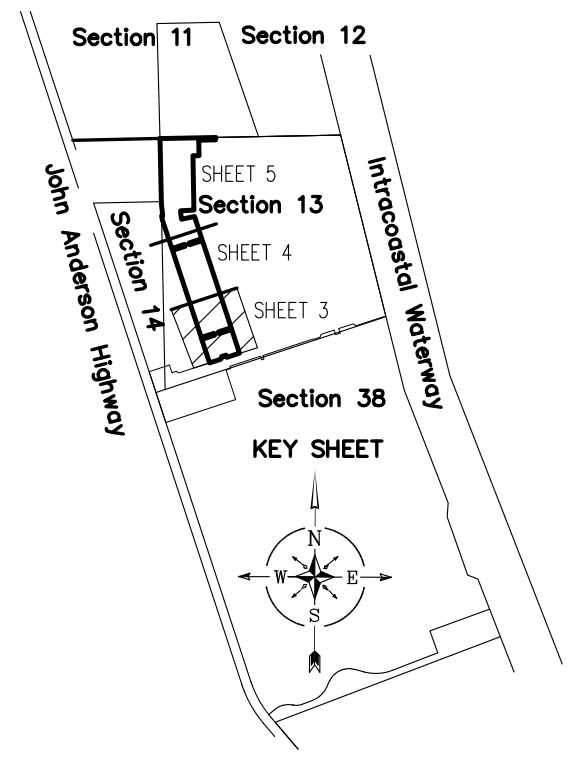 Section 11
Section 12
SHEET 5
Section 13
John Anderson Highway
Section 14
Intracoastal Waterway
SHEET 4
SHEET 3
Section 38
KEY SHEET
N
W
E
S